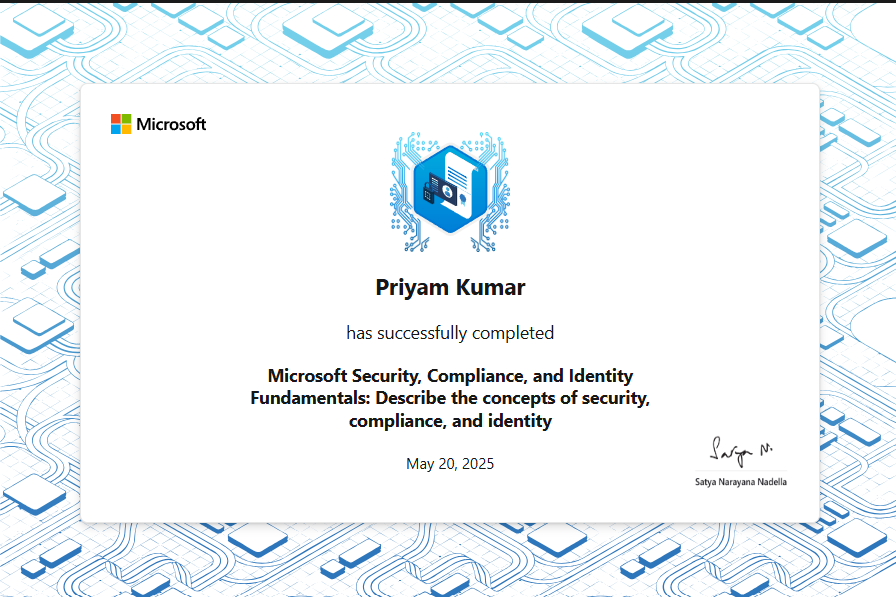 Microsoft
Priyam Kumar
has successfully completed
Microsoft Security, Compliance, and Identity
Fundamentals: Describe the concepts of security,
compliance, and identity
May 20, 2025
Satya N.
Satya Narayana Nadella